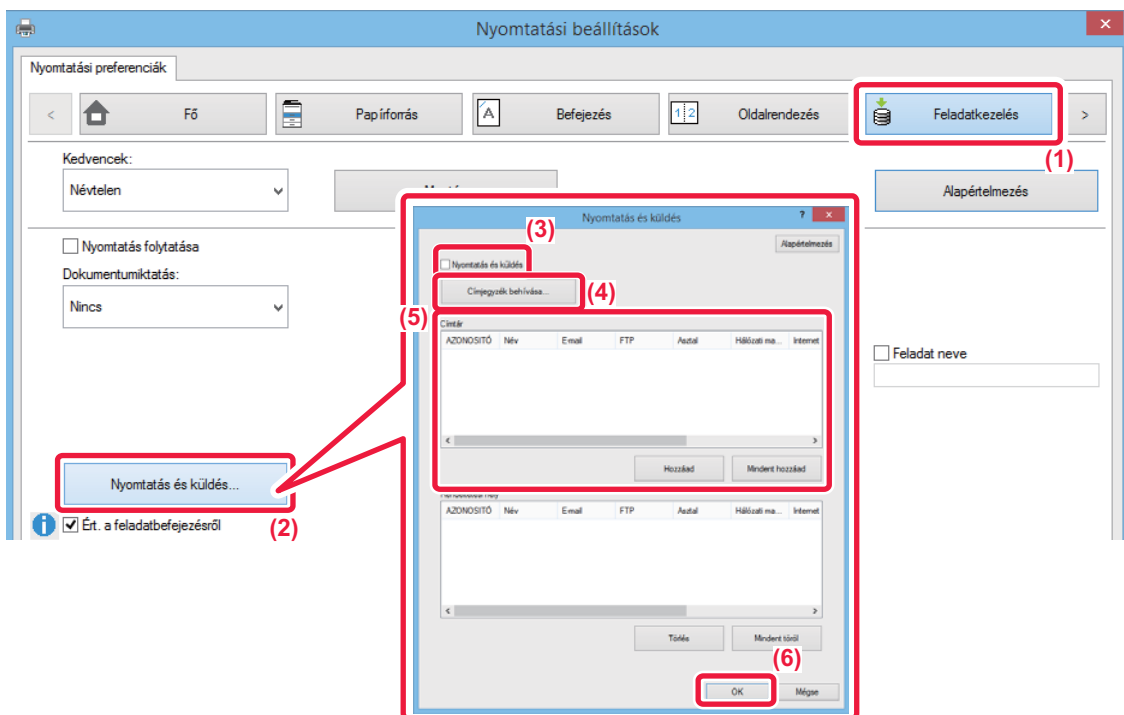 Nyomtatási beállítások
Nyomtatási preferenciák
< Fő Papírforrás Befejezés Oldalrendezés Feladatkezelés >
(1)
Kedvencek:
Névtelen
Alapértelmezés
Nyomtatás folytatása
Dokumentumiktatás:
Nincs
Feladat neve
Nyomtatás és küldés...
(2)
Ért. a feladatbefejezésről
Nyomtatás és küldés ?
Alapértelmezés
(3)
Nyomtatás és küldés
(4)
Címjegyzék behívása...
(5)
Címtár
AZONOSITÓ Név E-mail FTP Asztal Hálózati ma... Internet
< >
Hozzáad Mindent hozzáad
AZONOSITÓ Név E-mail FTP Asztal Hálózati ma... Internet
< >
Törlés Mindent töröl
(6)
OK Mégse